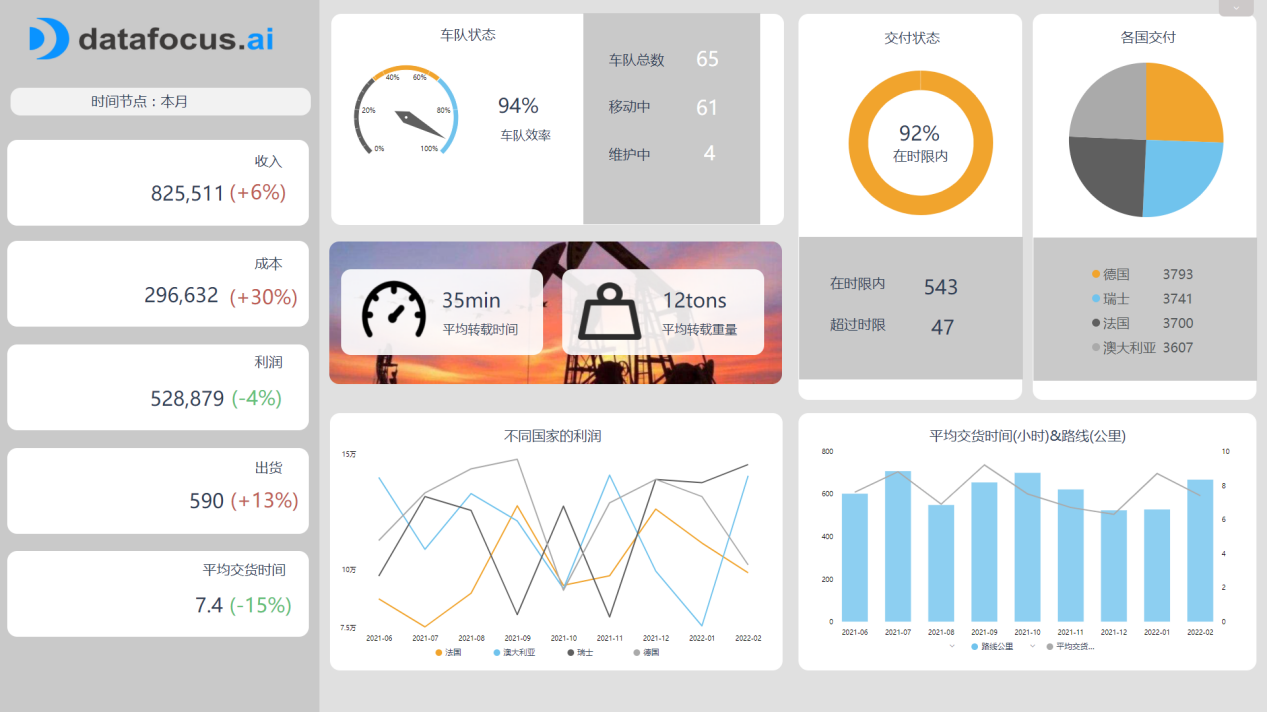 datafocus.ai
时间节点：本月
收入
825,511 (+6%)
成本
296,632 (+30%)
利润
528,879 (-4%)
出货
590 (+13%)
平均交货时间
7.4 (-15%)
车队状态
0%
20%
40%
60%
80%
100%
94%
车队效率
车队总数 65
移动中 61
维护中 4
35min
平均转载时间
12tons
平均转载重量
交付状态
92%
在时限内
在时限内 543
超过时限 47
各国交付
德国 3793
瑞士 3741
法国 3700
澳大利亚 3607
不同国家的利润
15万
10万
7.5万
2021-06 2021-07 2021-08 2021-09 2021-10 2021-11 2021-12 2022-01 2022-02
法国 澳大利亚 瑞士 德国
平均交货时间(小时)&路线(公里)
800 10
8
600
6
400
4
200
2
0 0
2021-06 2021-07 2021-08 2021-09 2021-10 2021-11 2021-12 2022-01 2022-02
路线公里 平均交货...